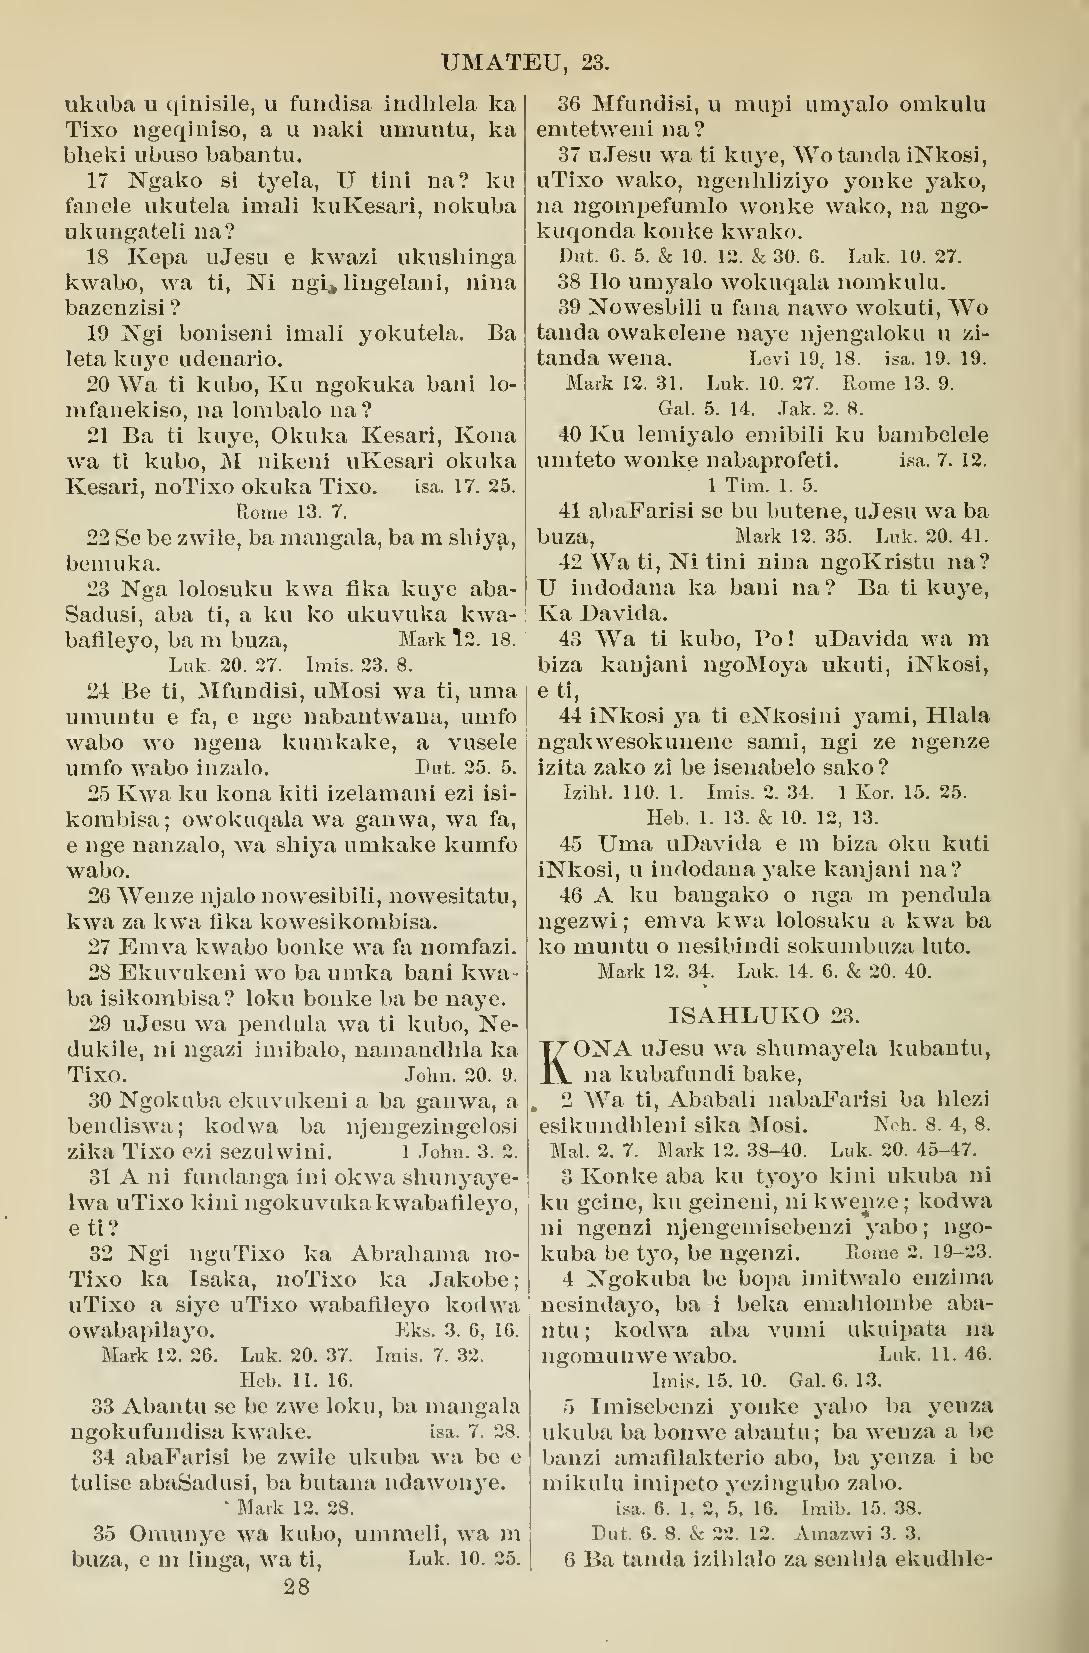 UMATEU, 23.
ukuba u qinisile, u fundisa indhlela ka
Tixo ngeqiniso, a u naki umuntu, ka
bheki ubuso babantu.
17 Ngako si tyela, U tini na? ku
fanele ukutela imali kuKesari, nokuba
ukungateli na?
18 Kepa uJesu e kwazi ukushinga
kwabo, wa ti, Ni ngi lingelani, nina
bazenzisi?
19 Ngi boniseni imali yokutela. Ba
leta kuye udenario.
20 Wa ti kubo, Ku ngokuka bani lo-
mfanekiso, na lombalo na?
21 Ba ti kuye, Okuka Kesari, Kona
wa ti kubo, M nikeni uKesari okuka
Kesari, noTixo okuka Tixo. isa. 17. 25.
Rome 13. 7.
22 Se be zwile, ba mangala, ba m shiya,
bemuka.
23 Nga lolosuku kwa fika kuye aba-
Sadusi, aba ti, a ku ko ukuvuka kwa-
bafileyo, ba m buza, Mark 12. 18.
Luk. 20. 27. Imis. 23. 8.
24 Be ti, Mfundisi, uMosi wa ti, uma
umuntu e fa, e nge nabantwana, umfo
wabo wo ngena kumkake, a vusele
umfo wabo inzalo. Dut. 25. 5.
25 Kwa ku kona kiti izelamani ezi isi-
kombisa; owokuqala wa ganwa, wa fa,
e nge nanzalo, wa shiya umkake kumfo
wabo.
26 Wenze njalo nowesibili, nowesitatu,
kwa za kwa fika kowesikombisa.
27 Emva kwabo bonke wa fa nomfazi.
28 Ekuvukeni wo ba umka bani kwa-
ba isikombisa? loku bonke ba be naye.
29 uJesu wa pendula wa ti kubo, Ne-
dukile, ni ngazi imibalo, namandhla ka
Tixo. John. 20. 9.
30 Ngokuba ekuvukeni a ba ganwa, a
bendiswa; kodwa ba njengezingelosi
zika Tixo ezi sezulwini. 1 John. 3. 2.
31 A ni fundanga ini okwa shunyaye-
lwa uTixo kini ngokuvuka kwabafileyo,
e ti?
32 Ngi nguTixo ka Abrahama no-
Tixo ka Isaka, noTixo ka Jakobe;
uTixo a siye uTixo wabafileyo kodwa
owabapilayo. Eks. 3. 6, 16.
Mark 12. 26. Luk. 20. 37. Imis. 7. 32.
Heb. 11. 16.
33 Abantu se be zwe loku, ba mangala
ngokufundisa kwake. isa. 7. 28.
34 abaFarisi be zwile ukuba wa be e
tulise abaSadusi, ba butana ndawonye.
Mark 12. 28.
35 Omunye wa kubo, ummeli, wa m
buza, e m linga, wa ti, Luk. 10. 25.
28
36 Mfundisi, u mupi umyalo omkulu
emtetweni na?
37 uJesu wa ti kuye, Wo tanda iNkosi,
uTixo wako, ngenhliziyo yonke yako,
na ngompefumlo wonke wako, na ngo-
kuqonda konke kwako.
Dut. 6. 5. & 10. 12. & 30. 6. Luk. 10. 27.
38 Ilo umyalo wokuqala nomkulu.
39 Nowesbili u fana nawo wokuti, Wo
tanda owakelene naye njengaloku u zi-
tanda wena. Levi 19, 18. isa. 19. 19.
Mark 12. 31. Luk. 10. 27. Rome 13. 9.
Gal. 5. 14. Jak. 2. 8.
40 Ku lemiyalo emibili ku bambelele
umteto wonke nabaprofeti. isa. 7. 12.
1 Tim. 1. 5.
41 abaFarisi se bu butene, uJesu wa ba
buza, Mark 12. 35. Luk. 20. 41.
42 Wa ti, Ni tini nina ngoKristu na?
U indodana ka bani na? Ba ti kuye,
Ka Davida.
43 Wa ti kubo, Po! uDavida wa m
biza kanjani ngoMoya ukuti, iNkosi,
e ti,
44 iNkosi ya ti eNkosini yami, Hlala
ngakwesokunene sami, ngi ze ngenze
izita zako zi be isenabelo sako?
Izihl. 110. 1. Imis. 2. 34. 1 Kor. 15. 25.
Heb. 1. 13. & 10. 12, 13.
45 Uma uDavida e m biza oku kuti
iNkosi, u indodana yake kanjani na?
46 A ku bangako o nga m pendula
ngezwi; emva kwa lolosuku a kwa ba
ko muntu o nesibindi sokumbuza luto.
Mark 12. 34. Luk. 14. 6. & 20. 40.
ISAHLUKO 23.
KONA uJesu wa shumayela kubantu,
na kubafundi bake,
2 Wa ti, Ababali nabaFarisi ba hlezi
esikundhleni sika Mosi. Neh. 8. 4, 8.
Mal. 2. 7. Mark 12. 38–40. Luk. 20. 45–47.
3 Konke aba ku tyoyo kini ukuba ni
ku gcine, ku gcineni, ni kwenze; kodwa
ni ngenzi njengemisebenzi yabo; ngo-
kuba be tyo, be ngenzi. Rome 2. 19–23.
4 Ngokuba be bopa imitwalo enzima
nesindayo, ba i beka emahlombe aba-
ntu; kodwa aba vumi ukuipata na
ngomunwe wabo. Luk. 11. 46.
Imis. 15. 10. Gal. 6. 13.
5 Imisebenzi yonke yabo ba yenza
ukuba ba bonwe abantu; ba wenza a be
banzi amafilakterio abo, ba yenza i be
mikulu imipeto yezingubo zabo.
isa. 6. 1, 2, 5, 16. Imib. 15. 38.
Dut. 6. 8. & 22. 12. Amazwi 3. 3.
6 Ba tanda izihlalo za senhla ekudhle-